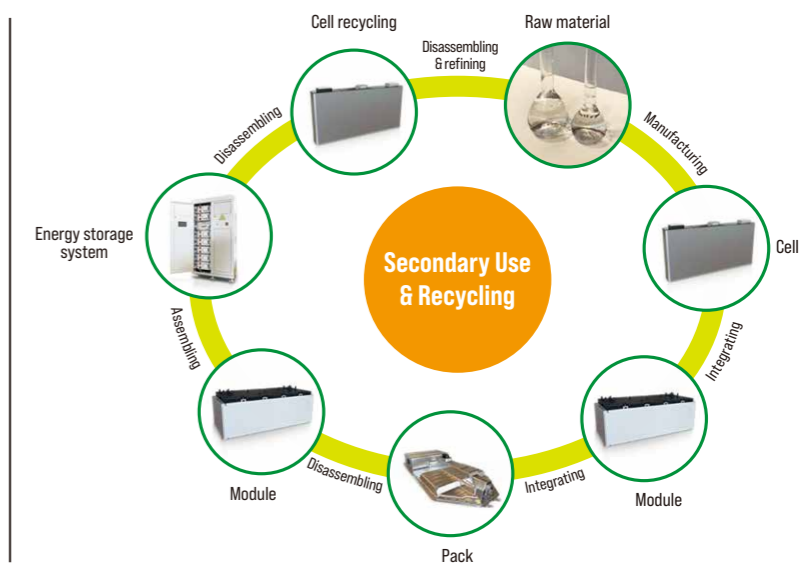 Cell recycling
Disassembling
& refining
Raw material
Manufacturing
Cell
Integrating
Module
Integrating
Pack
Disassembling
Module
Assembling
Energy storage
system
Disassembling
Secondary Use
& Recycling